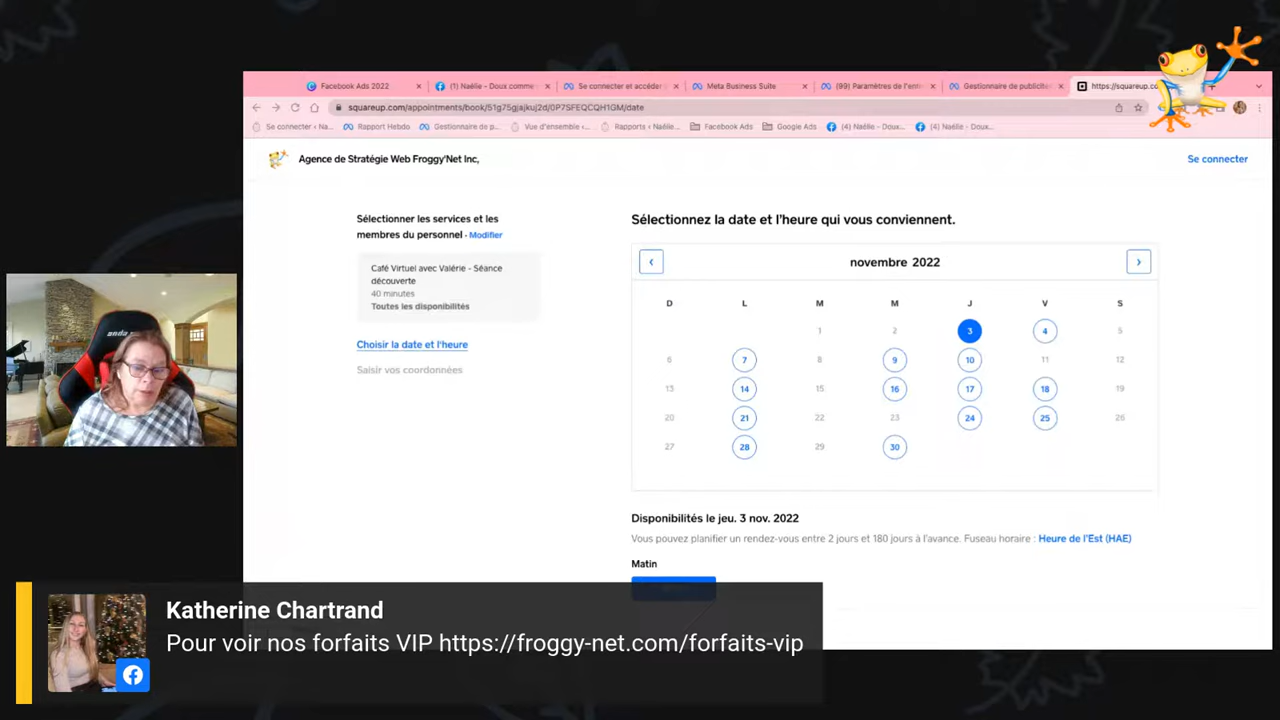 Facebook Ads 2022
(1) Naélie - Doux comme
Se connecter et accéder
Meta Business Suite
(99) Paramètres de l'entre
Gestionnaire de publicité
https://squareup.co
squareup.com/appointments/book/
/date
Se connecter ‹ Na...
Rapport Hebdo
Gestionnaire de p...
Vue d'ensemble ‹...
Rapports ‹ Naélie...
Facebook Ads
Google Ads
(4) Naélie - Doux...
(4) Naélie - Doux...
Agence de Stratégie Web Froggy'Net Inc,
Se connecter
Sélectionner les services et les
membres du personnel · Modifier
Café Virtuel avec Valérie - Séance
découverte
40 minutes
Toutes les disponibilités
Choisir la date et l'heure
Saisir vos coordonnées
Sélectionnez la date et l'heure qui vous conviennent.
novembre 2022
D L M M J V S
1 2 3 4 5
6 7 8 9 10 11 12
13 14 15 16 17 18 19
20 21 22 23 24 25 26
27 28 29 30
Disponibilités le jeu. 3 nov. 2022
Vous pouvez planifier un rendez-vous entre 2 jours et 180 jours à l'avance. Fuseau horaire : Heure de l'Est (HAE)
Matin
anda
Katherine Chartrand
Pour voir nos forfaits VIP https://froggy-net.com/forfaits-vip